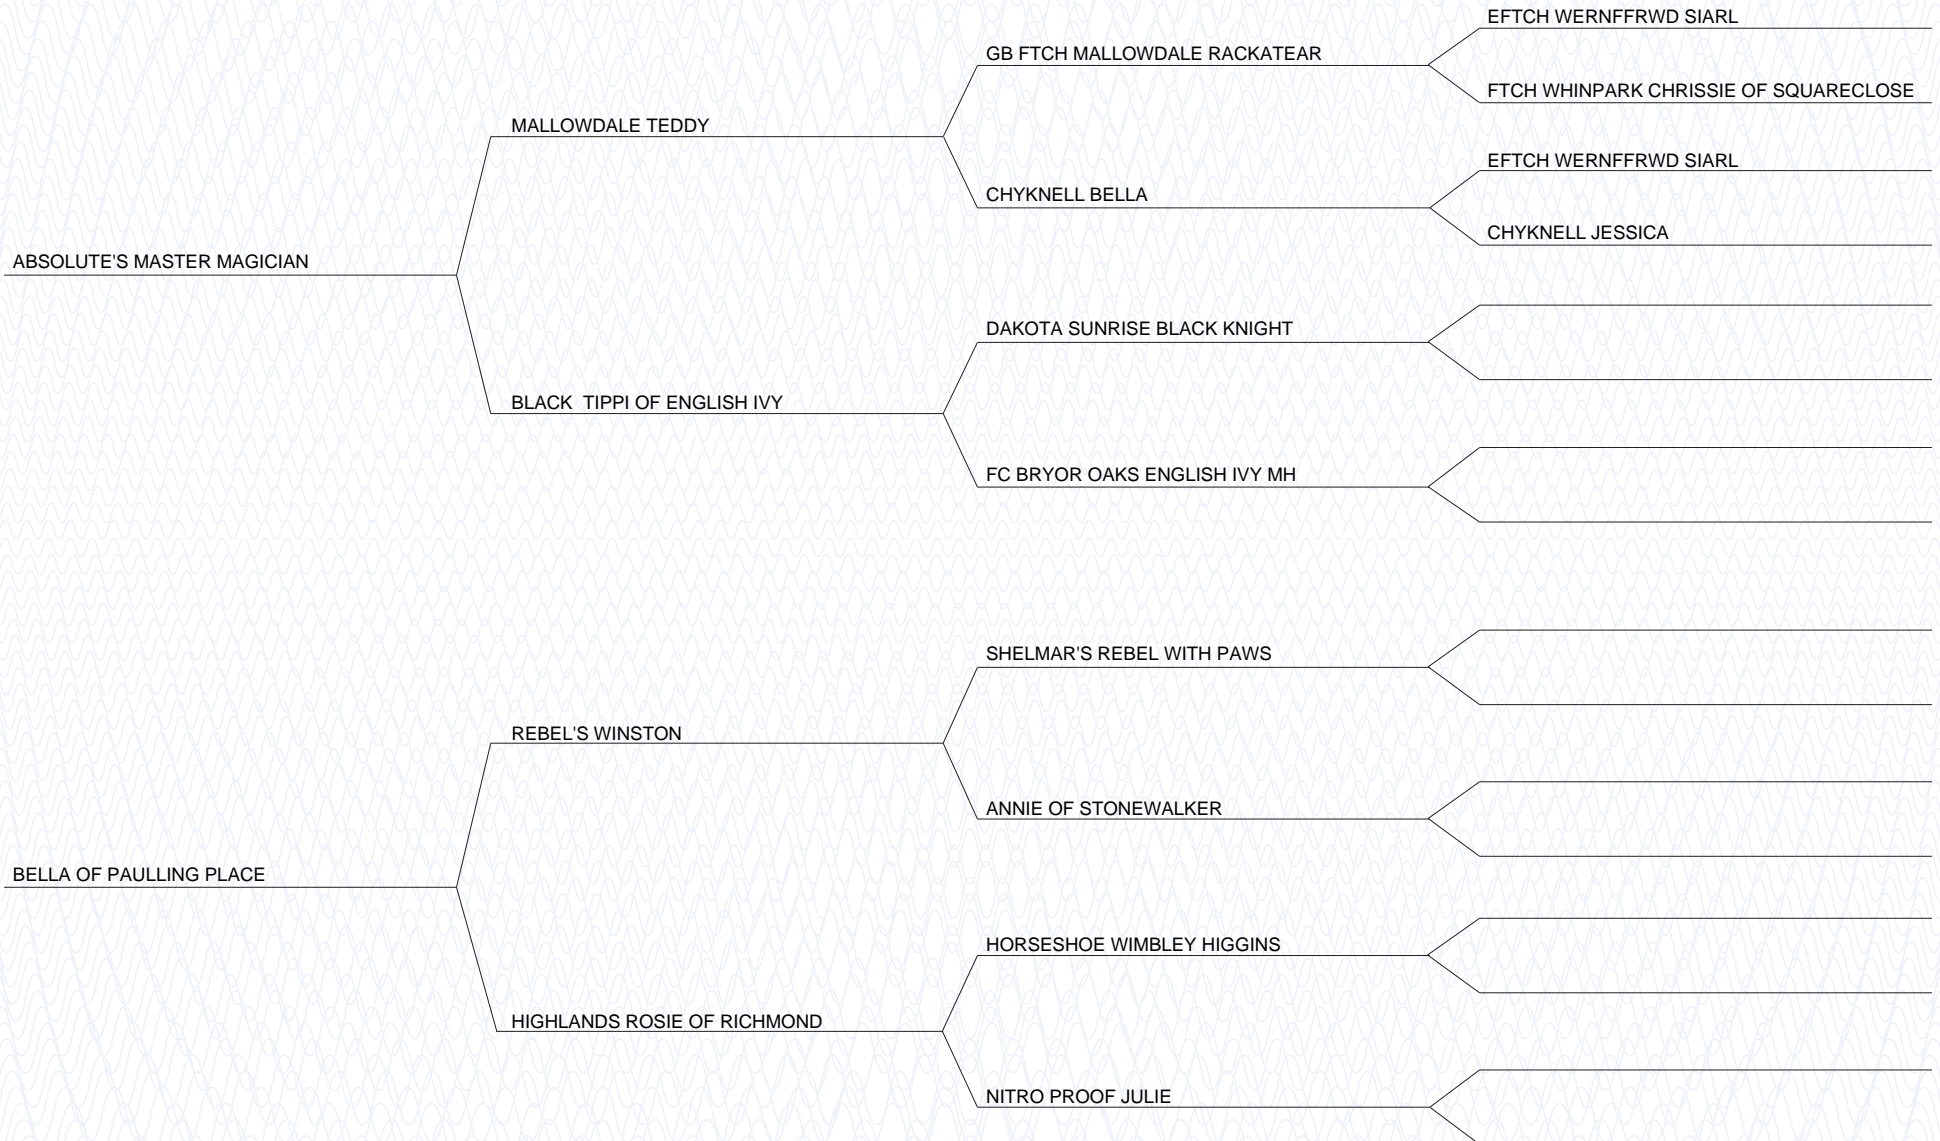 EFTCH WERNFFRWD SIARL
GB FTCH MALLOWDALE RACKATEAR
FTCH WHINPARK CHRISSIE OF SQUARECLOSE
MALLOWDALE TEDDY
EFTCH WERNFFRWD SIARL
CHYKNELL BELLA
CHYKNELL JESSICA
ABSOLUTE'S MASTER MAGICIAN
DAKOTA SUNRISE BLACK KNIGHT
BLACK  TIPPI OF ENGLISH IVY
FC BRYOR OAKS ENGLISH IVY MH
SHELMAR'S REBEL WITH PAWS
REBEL'S WINSTON
ANNIE OF STONEWALKER
BELLA OF PAULLING PLACE
HORSESHOE WIMBLEY HIGGINS
HIGHLANDS ROSIE OF RICHMOND
NITRO PROOF JULIE